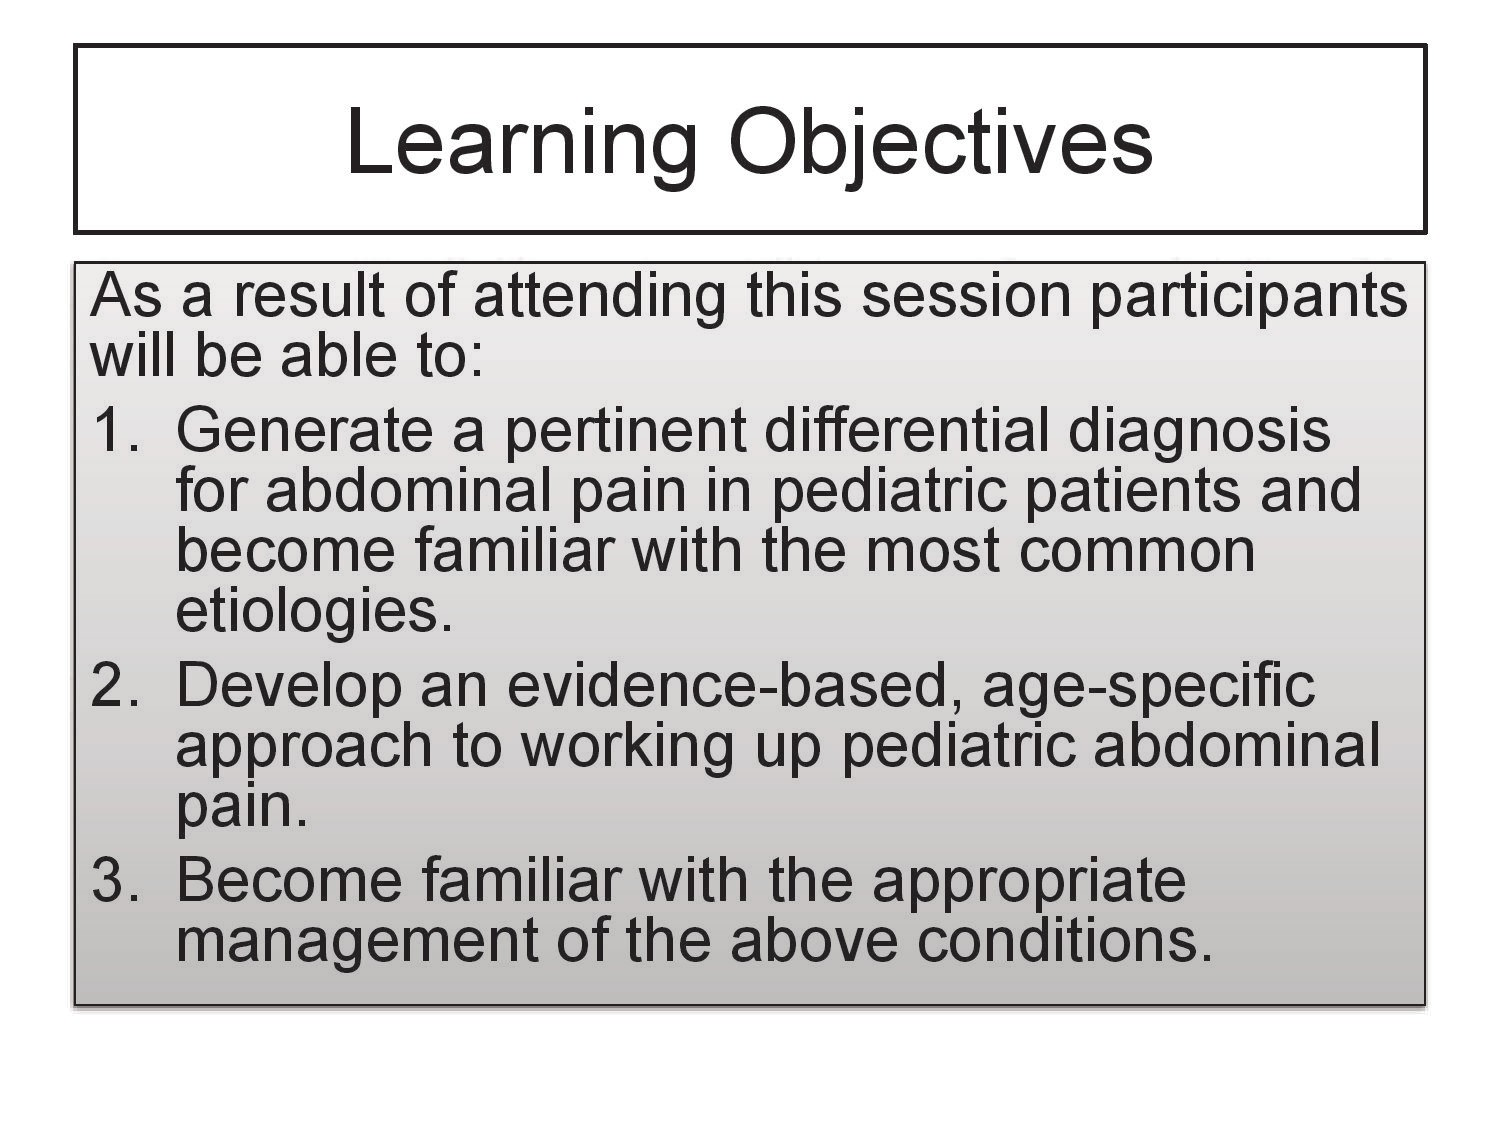 Learning Objectives
As a result of attending this session participants
will be able to:
1. Generate a pertinent differential diagnosis
for abdominal pain in pediatric patients and
become familiar with the most common
etiologies.
2. Develop an evidence-based, age-specific
approach to working up pediatric abdominal
pain.
3. Become familiar with the appropriate
management of the above conditions.